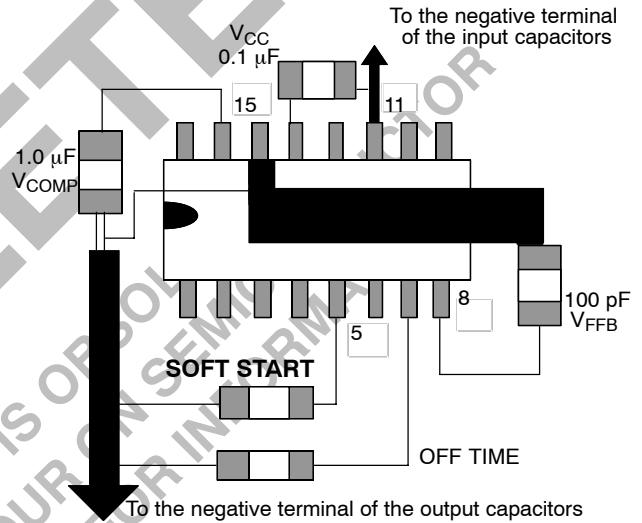 To the negative terminal
of the input capacitors
VCC
0.1 μF
15
11
1.0 μF
VCOMP
8
100 pF
VFFB
5
SOFT START
OFF TIME
To the negative terminal of the output capacitors